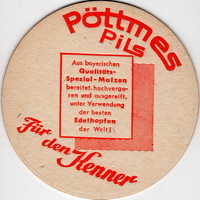 Pöttmes
Pils
Aus bayerischen
Qualitäts-
Spezial-Malzen
bereitet, hochvergo-
ren und ausgereift,
unter Verwendung
der besten
Edelhopfen
der Welt!
Für
den Kenner